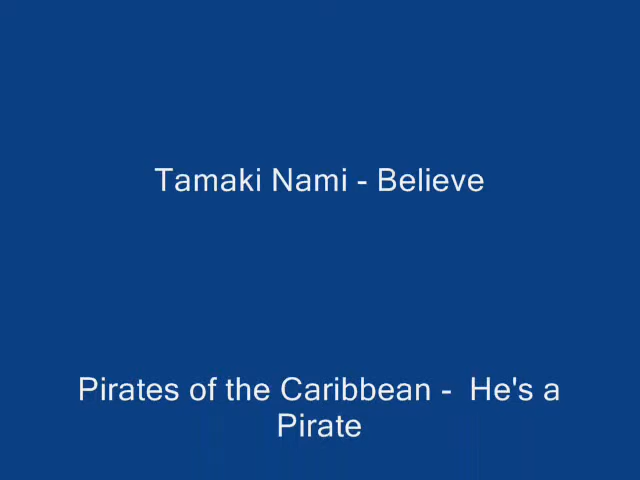 Tamaki Nami - Believe
Pirates of the Caribbean -  He's a
Pirate